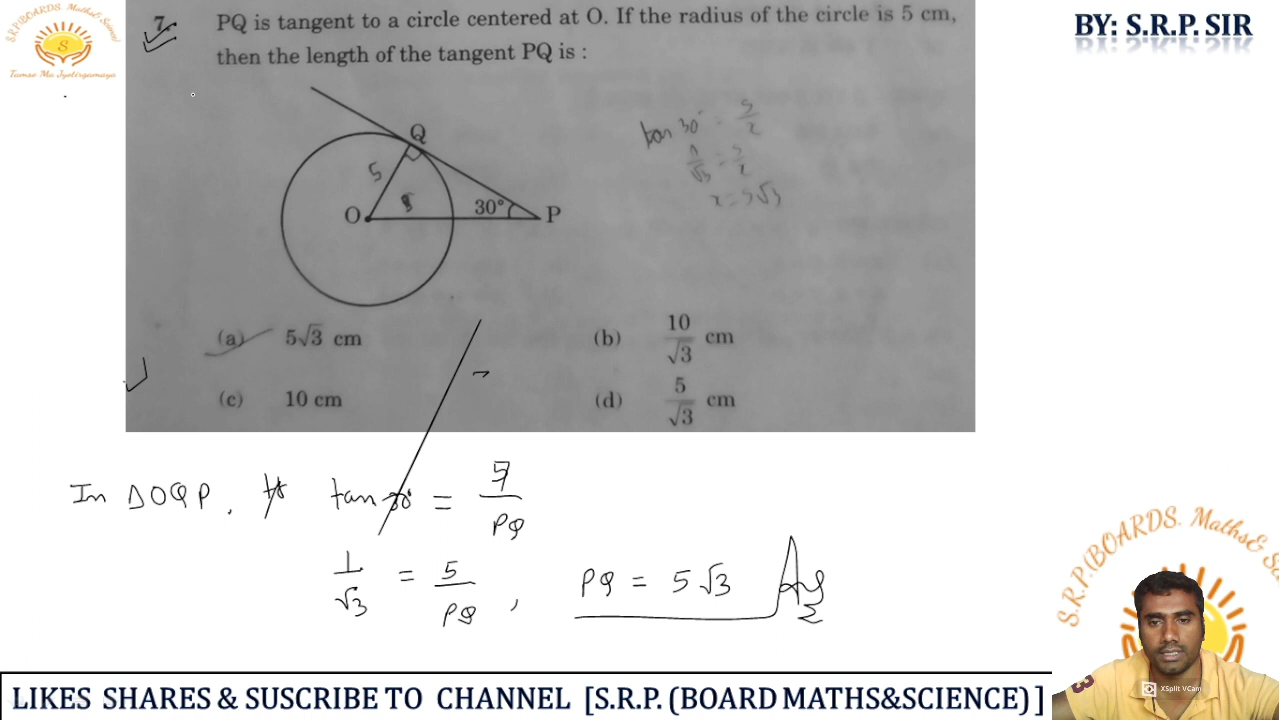 S.R.P.(BOARDS. Maths& Science)
S
Tamso Ma Jyotirgamaya
BY: S.R.P. SIR
7. PQ is tangent to a circle centered at O. If the radius of the circle is 5 cm,
then the length of the tangent PQ is :
Q
5
O
30°
P
tan 30° = 5/x
1/√3 = 5/x
x = 5√3
(a) 5√3 cm
(b) 10/√3 cm
(c) 10 cm
(d) 5/√3 cm
In ΔOQP, tan 30° = 5/PQ
1/√3 = 5/PQ , PQ = 5√3 Ans
S.R.P.(BOARDS. Maths&
XSplit VCam
LIKES SHARES & SUSCRIBE TO CHANNEL [S.R.P. (BOARD MATHS&SCIENCE) ]